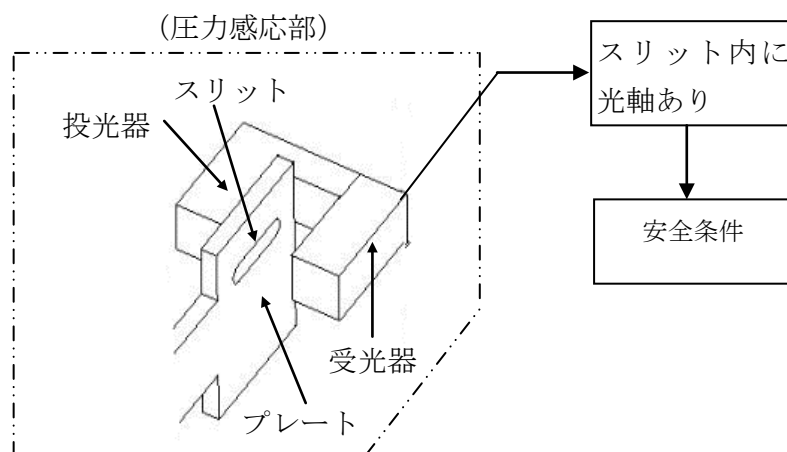 （圧力感応部）
スリット
投光器
受光器
プレート
スリット内に
光軸あり
安全条件